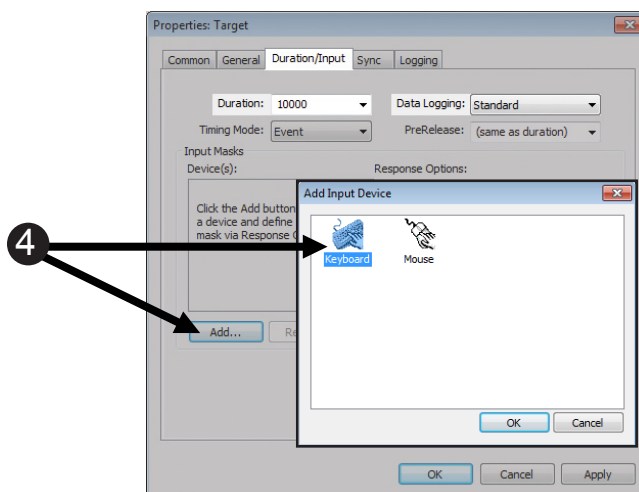 Properties: Target
Common General Duration/Input Sync Logging
Duration: 10000 Data Logging: Standard
Timing Mode: Event PreRelease: (same as duration)
Input Masks
Device(s): Response Options:
Add Input Device
Click the Add button
a device and define
mask via Response
4
Keyboard Mouse
Add...
OK Cancel
OK Cancel Apply